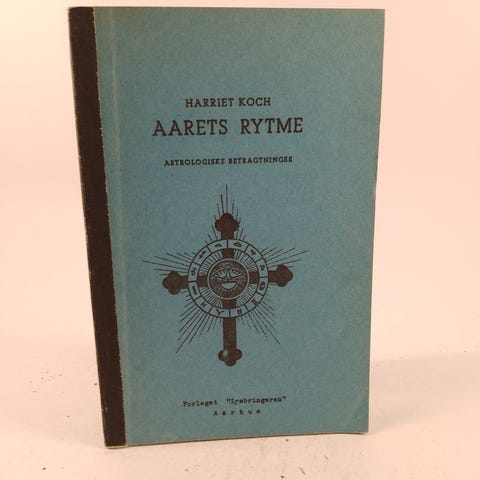 HARRIET KOCH
AARETS RYTME
ASTROLOGISKE BETRAGTNINGER
Forlaget "Lysbringeren"
Aarhus